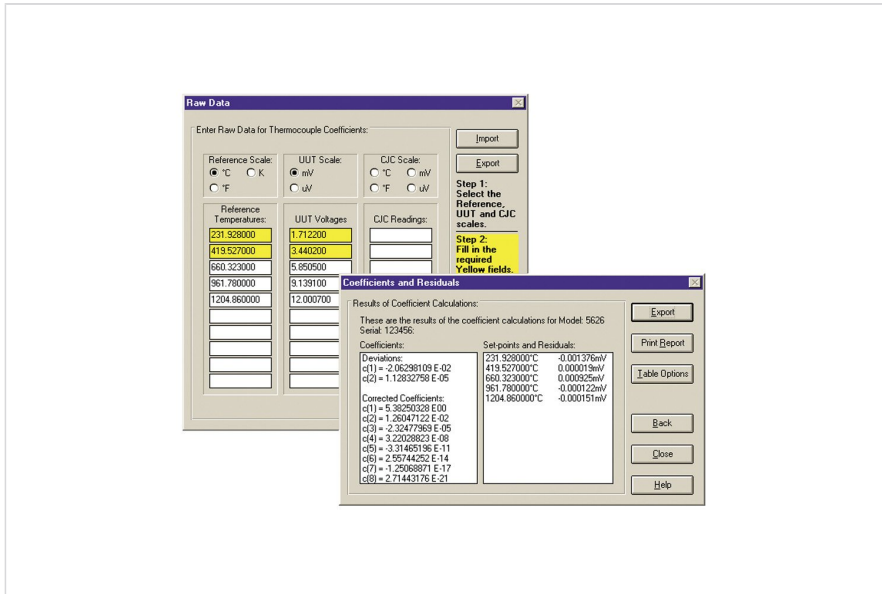 Raw Data
Enter Raw Data for Thermocouple Coefficients:
Reference Scale:
°C K
°F
UUT Scale:
mV
uV
CJC Scale:
°C mV
°F uV
Import
Export
Step 1:
Select the
Reference,
UUT and CJC
scales.
Step 2:
Fill in the
required
Yellow fields.
Reference
Temperatures:
231.928000
419.527000
660.323000
961.780000
1204.860000
UUT Voltages
1.712200
3.440200
5.850500
9.139100
12.000700
CJC Readings:
Coefficients and Residuals
Results of Coefficient Calculations:
These are the results of the coefficient calculations for Model: 5626
Serial: 123456:
Coefficients:
Deviations:
c(1) = -2.06298109 E-02
c(2) = 1.12832758 E-05
Corrected Coefficients:
c(1) = 5.38250328 E00
c(2) = 1.26047122 E-02
c(3) = -2.32477969 E-05
c(4) = 3.22028823 E-08
c(5) = -3.31465196 E-11
c(6) = 2.55744252 E-14
c(7) = -1.25068871 E-17
c(8) = 2.71443176 E-21
Set-points and Residuals:
231.928000°C -0.001376mV
419.527000°C 0.000019mV
660.323000°C 0.000925mV
961.780000°C -0.000122mV
1204.860000°C -0.000151mV
Export
Print Report
Table Options
Back
Close
Help